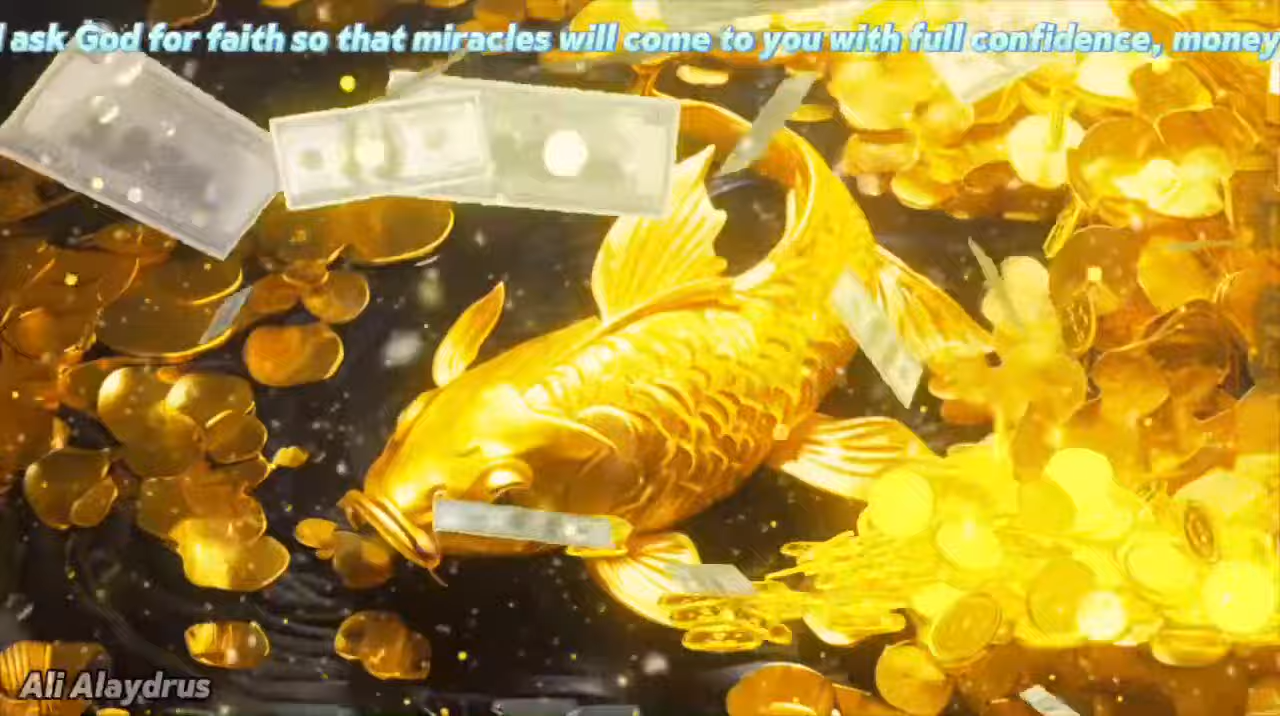 ask God for faith so that miracles will come to you with full confidence, money
Ali Alaydrus